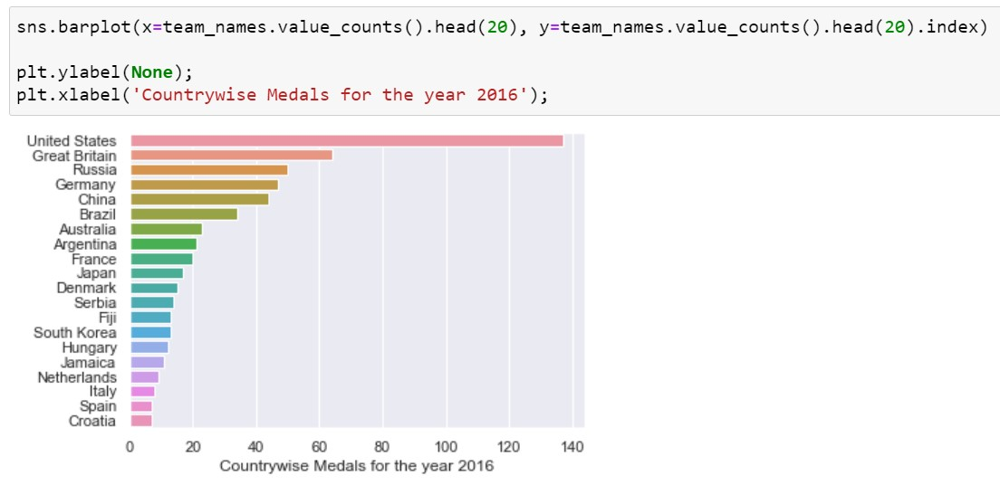 sns.barplot(x=team_names.value_counts().head(20), y=team_names.value_counts().head(20).index)
plt.ylabel(None);
plt.xlabel('Countrywise Medals for the year 2016');
United States
Great Britain
Russia
Germany
China
Brazil
Australia
Argentina
France
Japan
Denmark
Serbia
Fiji
South Korea
Hungary
Jamaica
Netherlands
Italy
Spain
Croatia
0 20 40 60 80 100 120 140
Countrywise Medals for the year 2016